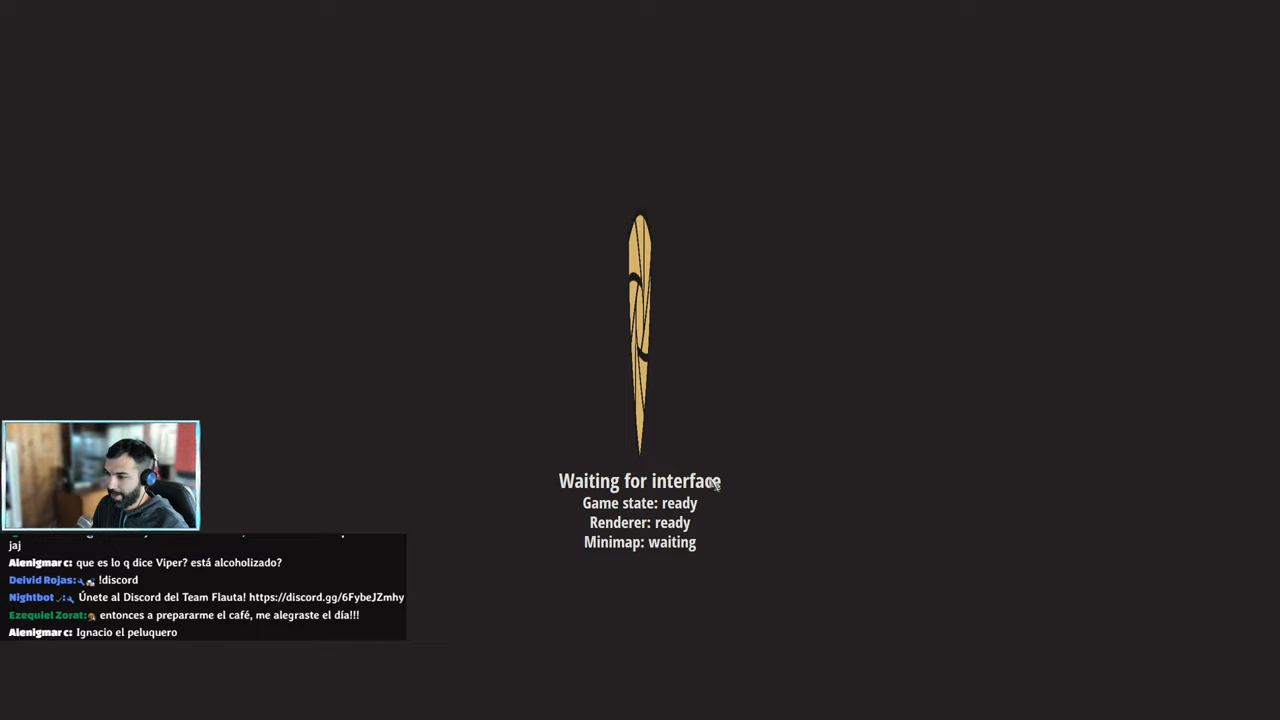 Waiting for interface
Game state: ready
Renderer: ready
Minimap: waiting
jaj
Alenigmar c: que es lo q dice Viper? está alcoholizado?
Deivid Rojas: !discord
Nightbot : Únete al Discord del Team Flauta! https://discord.gg/6FybeJZmhy
Ezequiel Zorat: entonces a prepararme el café, me alegraste el día!!!
Alenigmar c: Ignacio el peluquero